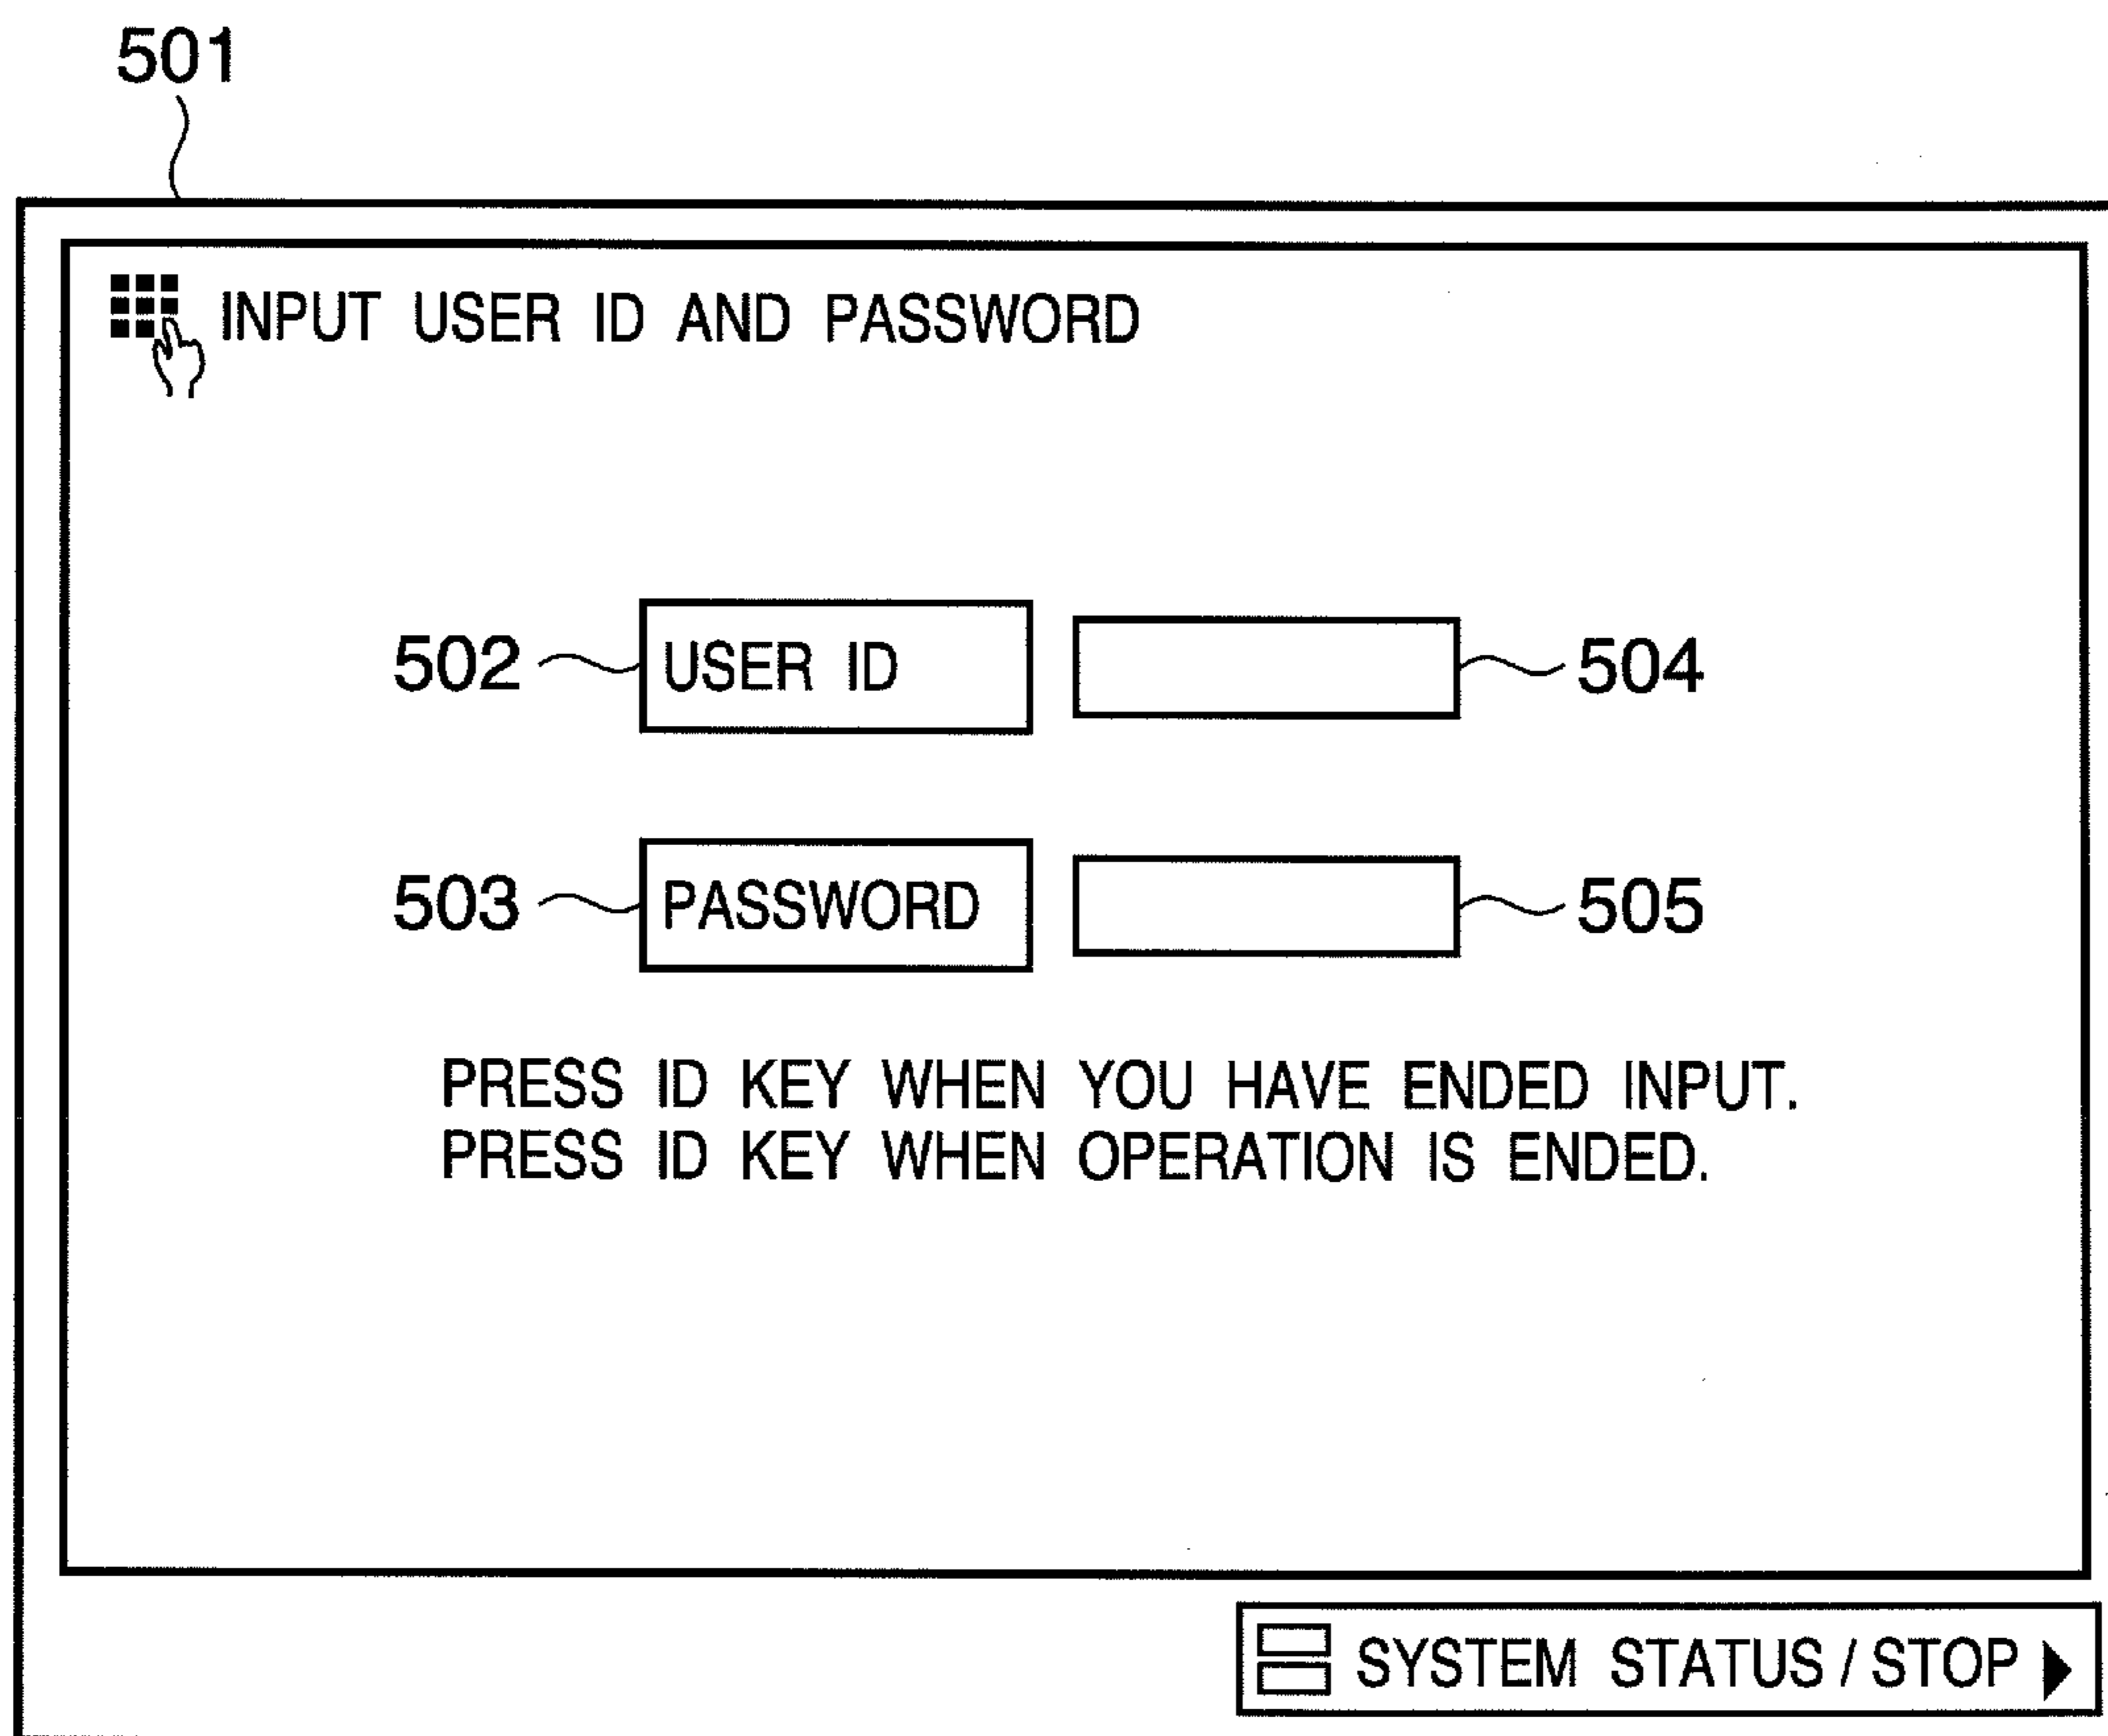 501
INPUT USER ID AND PASSWORD
502 USER ID 504
503 PASSWORD 505
PRESS ID KEY WHEN YOU HAVE ENDED INPUT.
PRESS ID KEY WHEN OPERATION IS ENDED.
SYSTEM STATUS / STOP